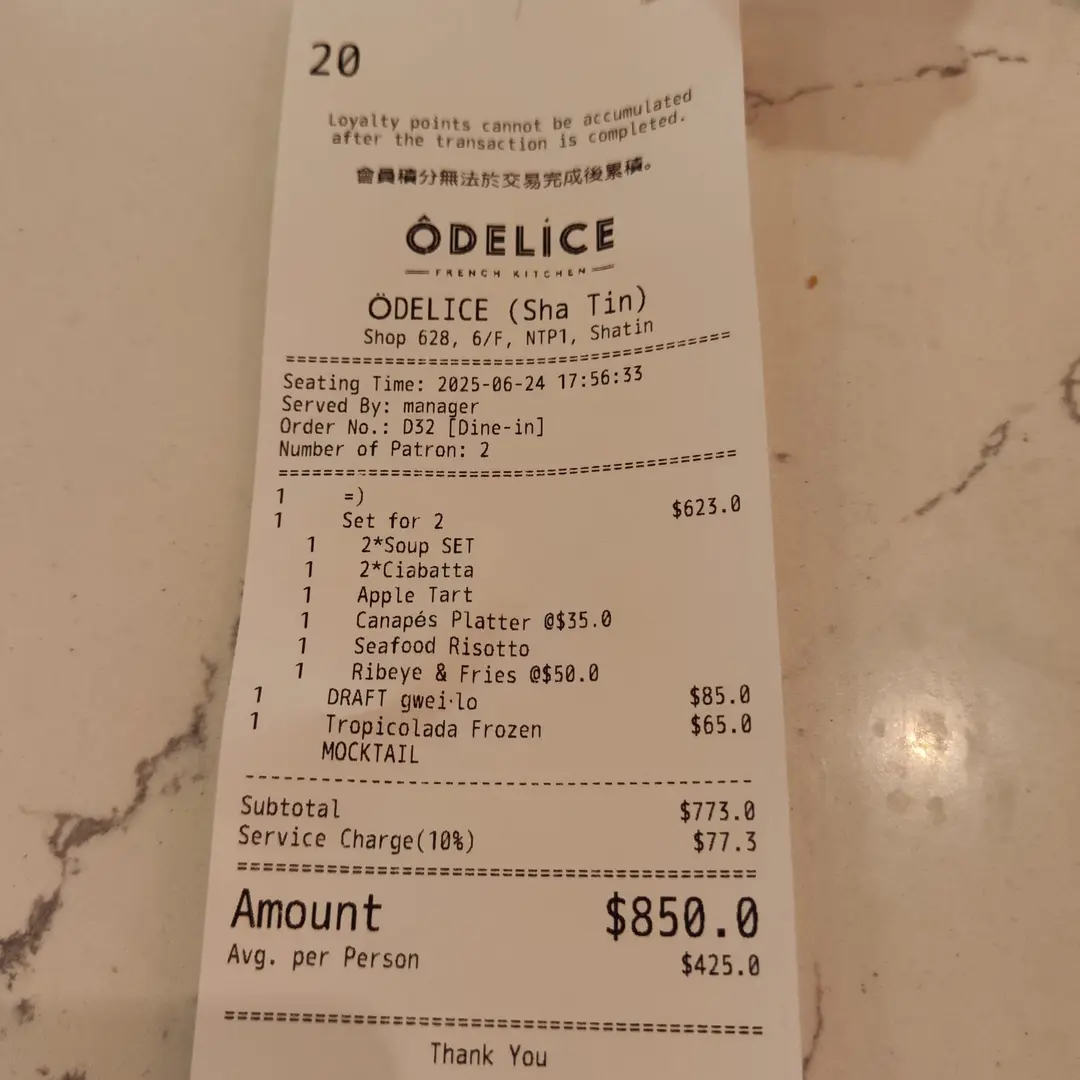 20
Loyalty points cannot be accumulated
after the transaction is completed.
會員積分無法於交易完成後累積。
ÔDELICE
FRENCH KITCHEN
ÖDELICE (Sha Tin)
Shop 628, 6/F, NTP1, Shatin
Seating Time: 2025-06-24 17:56:33
Served By: manager
Order No.: D32 [Dine-in]
Number of Patron: 2
1 =)
1 Set for 2 $623.0
1 2*Soup SET
1 2*Ciabatta
1 Apple Tart
1 Canapés Platter @$35.0
1 Seafood Risotto
1 Ribeye & Fries @$50.0
1 DRAFT gwei·lo $85.0
1 Tropicolada Frozen $65.0
MOCKTAIL
Subtotal $773.0
Service Charge(10%) $77.3
Amount $850.0
Avg. per Person $425.0
Thank You